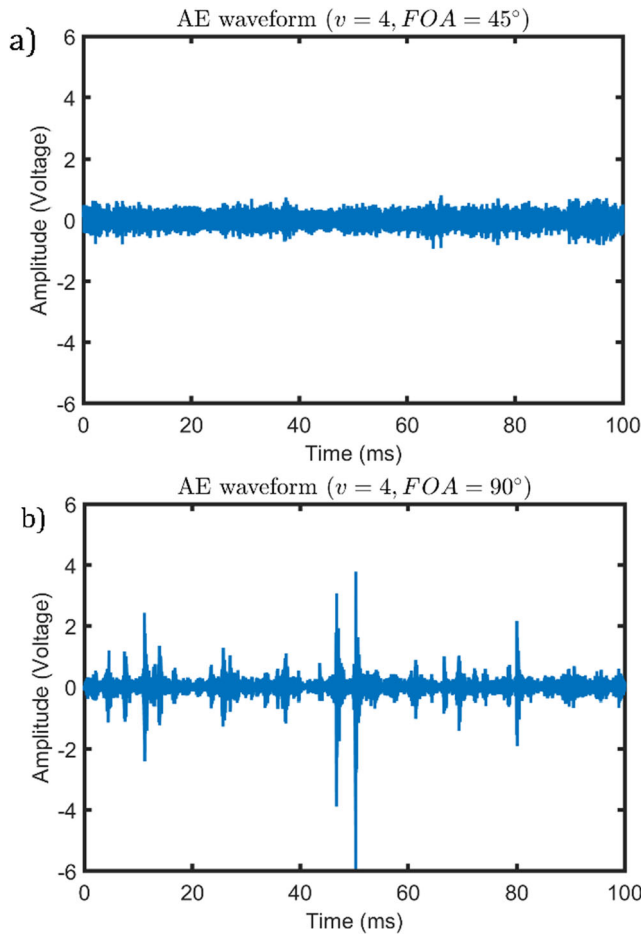 AE waveform (v = 4, FOA = 45°)
a)
6
4
2
0
-2
-4
-6
Amplitude (Voltage)
0 20 40 60 80 100
Time (ms)
AE waveform (v = 4, FOA = 90°)
b)
6
4
2
0
-2
-4
-6
Amplitude (Voltage)
0 20 40 60 80 100
Time (ms)